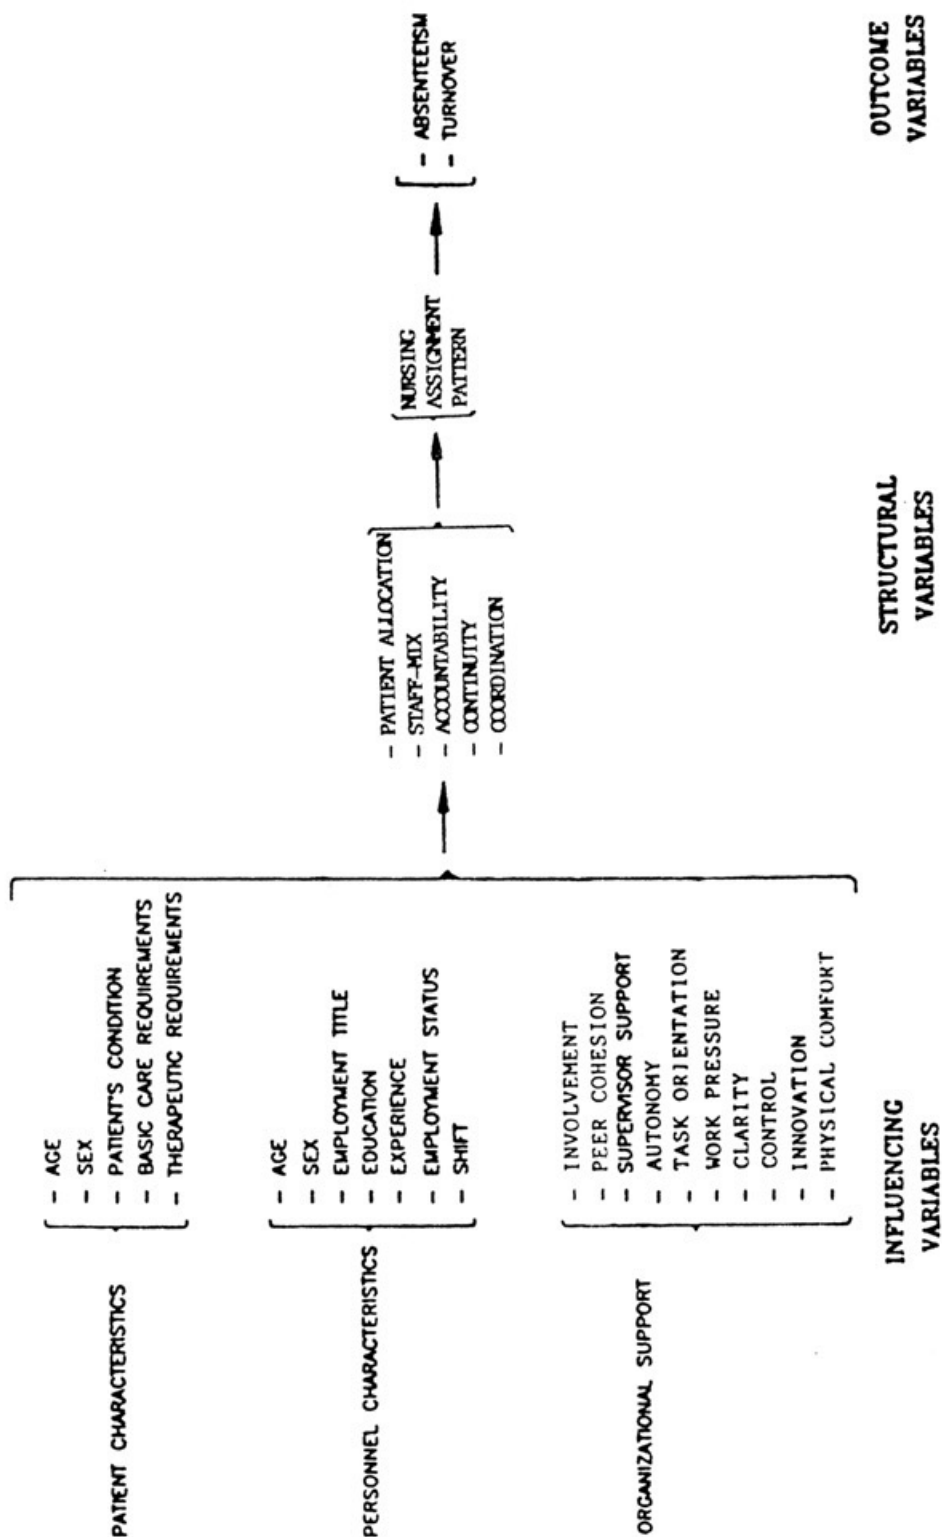 PATIENT CHARACTERISTICS
- AGE
- SEX
- PATIENT'S CONDITION
- BASIC CARE REQUIREMENTS
- THERAPEUTIC REQUIREMENTS
PERSONNEL CHARACTERISTICS
- AGE
- SEX
- EMPLOYMENT TITLE
- EDUCATION
- EXPERIENCE
- EMPLOYMENT STATUS
- SHIFT
ORGANIZATIONAL SUPPORT
- INVOLVEMENT
- PEER COHESION
- SUPERVISOR SUPPORT
- AUTONOMY
- TASK ORIENTATION
- WORK PRESSURE
- CLARITY
- CONTROL
- INNOVATION
- PHYSICAL COMFORT
- PATIENT ALLOCATION
- STAFF-MIX
- ACCOUNTABILITY
- CONTINUITY
- COORDINATION
NURSING
ASSIGNMENT
PATTERN
- ABSENTEEISM
- TURNOVER
INFLUENCING
VARIABLES
STRUCTURAL
VARIABLES
OUTCOME
VARIABLES